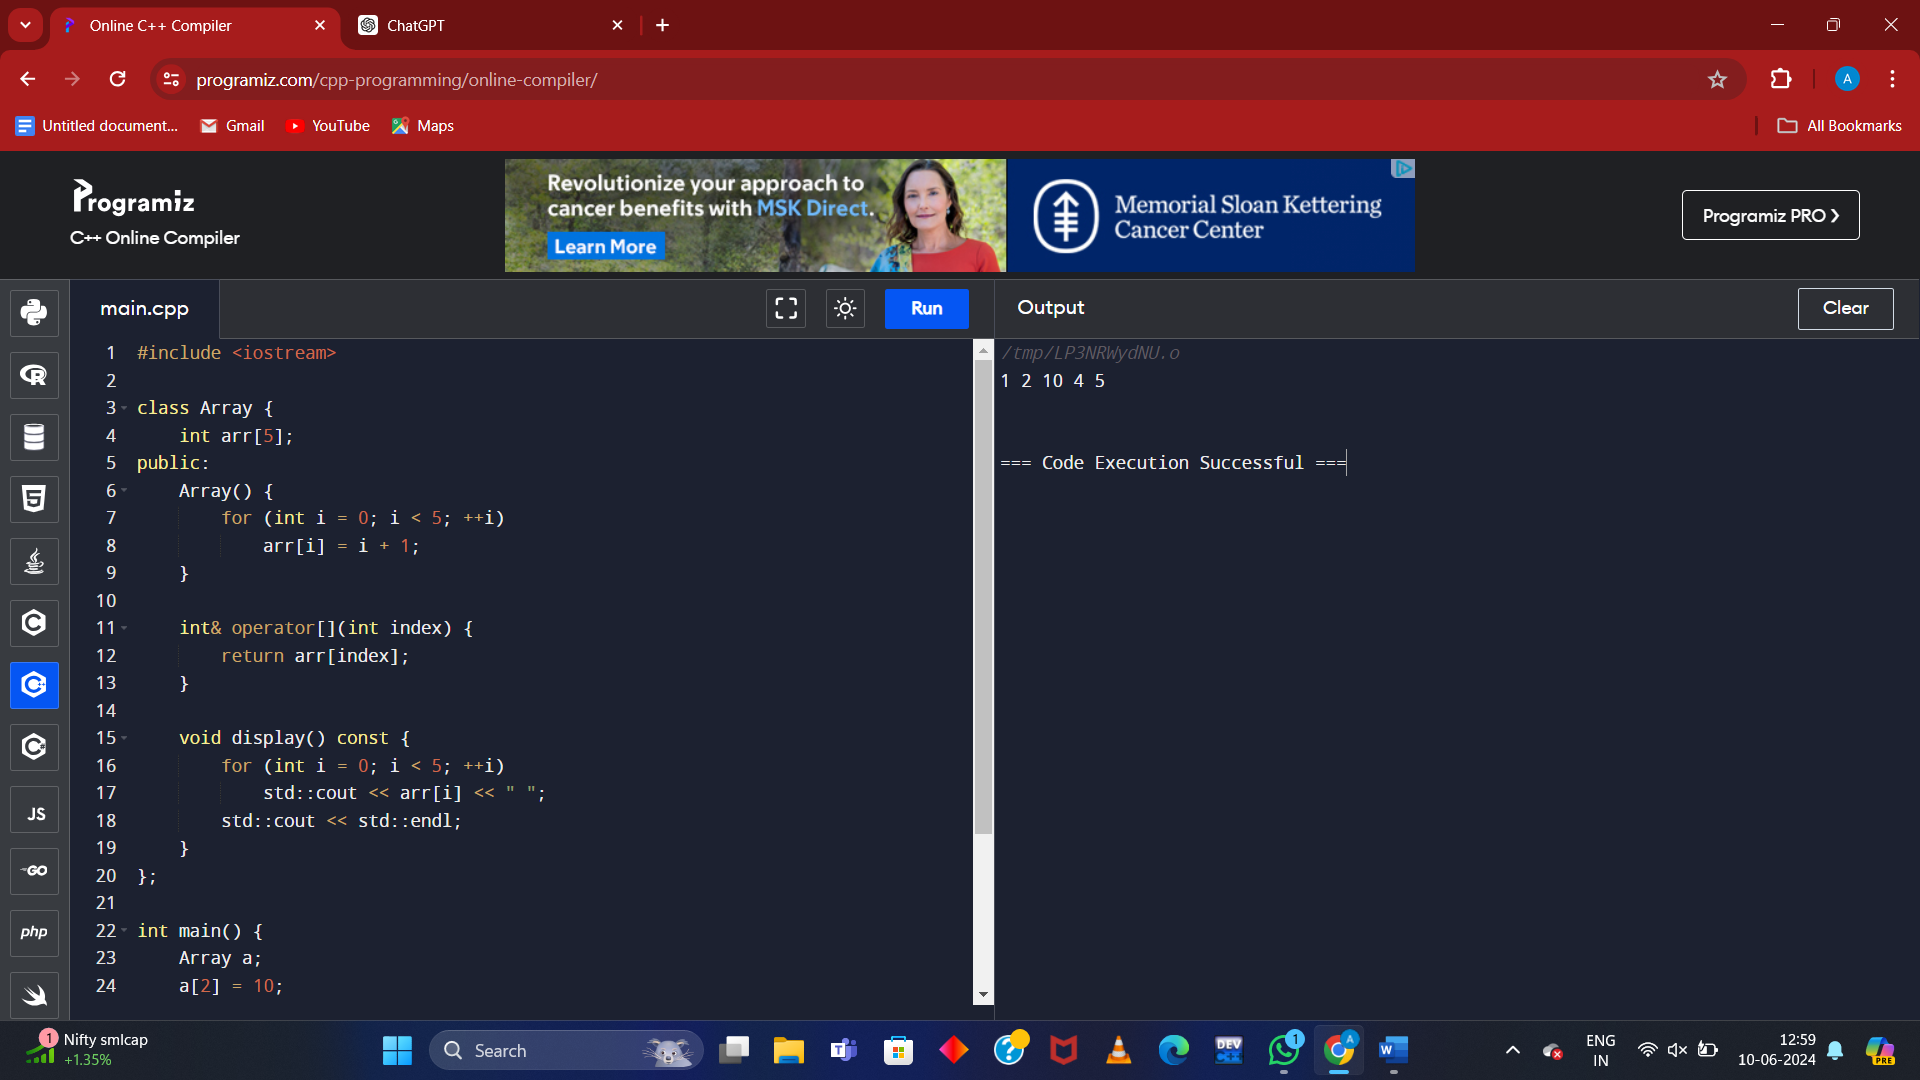 Online C++ Compiler
ChatGPT
programiz.com/cpp-programming/online-compiler/
A
Untitled document...
Gmail
YouTube
Maps
All Bookmarks
Programiz
C++ Online Compiler
Revolutionize your approach to
cancer benefits with MSK Direct.
Learn More
Memorial Sloan Kettering
Cancer Center
Programiz PRO ›
main.cpp
Run
Output
Clear
1 #include <iostream>
2
3 class Array {
4     int arr[5];
5 public:
6     Array() {
7         for (int i = 0; i < 5; ++i)
8             arr[i] = i + 1;
9     }
10
11     int& operator[](int index) {
12         return arr[index];
13     }
14
15     void display() const {
16         for (int i = 0; i < 5; ++i)
17             std::cout << arr[i] << " ";
18         std::cout << std::endl;
19     }
20 };
21
22 int main() {
23     Array a;
24     a[2] = 10;
/tmp/LP3NRWydNU.o
1 2 10 4 5
=== Code Execution Successful ===
R
5
C
C
C
JS
GO
php
1
Nifty smlcap
+1.35%
Search
T
?
DEV
C++
1
A
W
ENG
IN
12:59
10-06-2024
PRE